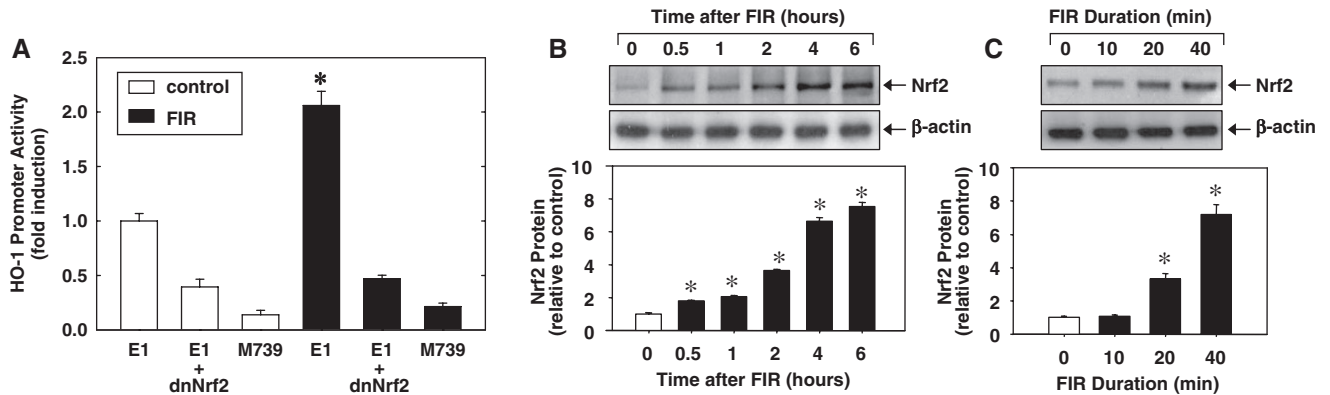 A
HO-1 Promoter Activity
(fold induction)
2.5
2.0
1.5
1.0
0.5
0.0
control
FIR
*
E1
E1
+
dnNrf2
M739
E1
E1
+
dnNrf2
M739
B
Time after FIR (hours)
0 0.5 1 2 4 6
Nrf2
β-actin
Nrf2 Protein
(relative to control)
10
8
6
4
2
0
* * * * *
0 0.5 1 2 4 6
Time after FIR (hours)
C
FIR Duration (min)
0 10 20 40
Nrf2
β-actin
Nrf2 Protein
(relative to control)
10
8
6
4
2
0
* *
0 10 20 40
FIR Duration (min)